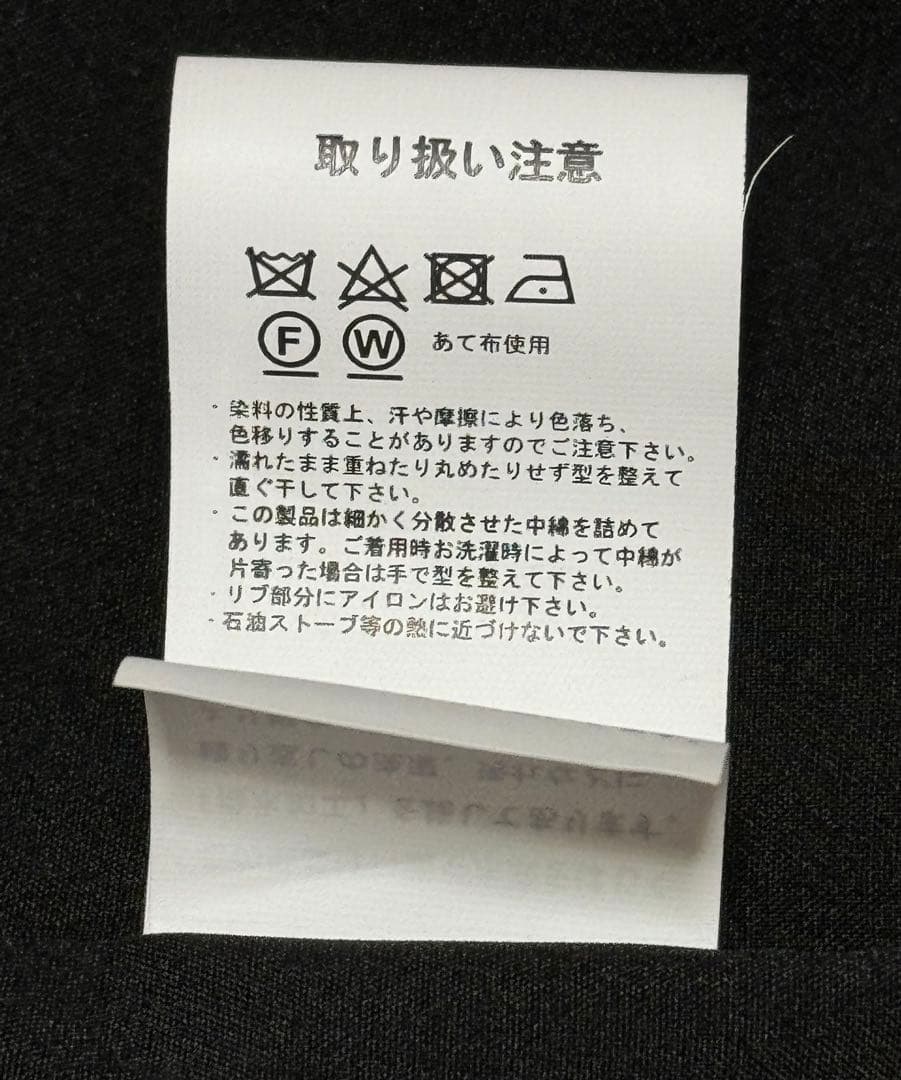 取り扱い注意
F W あて布使用
・染料の性質上、汗や摩擦により色落ち、
色移りすることがありますのでご注意下さい。
・濡れたまま重ねたり丸めたりせず型を整えて
直ぐ干して下さい。
・この製品は細かく分散させた中綿を詰めて
あります。ご着用時お洗濯時によって中綿が
片寄った場合は手で型を整えて下さい。
・リブ部分にアイロンはお避け下さい。
・石油ストーブ等の熱に近づけないで下さい。